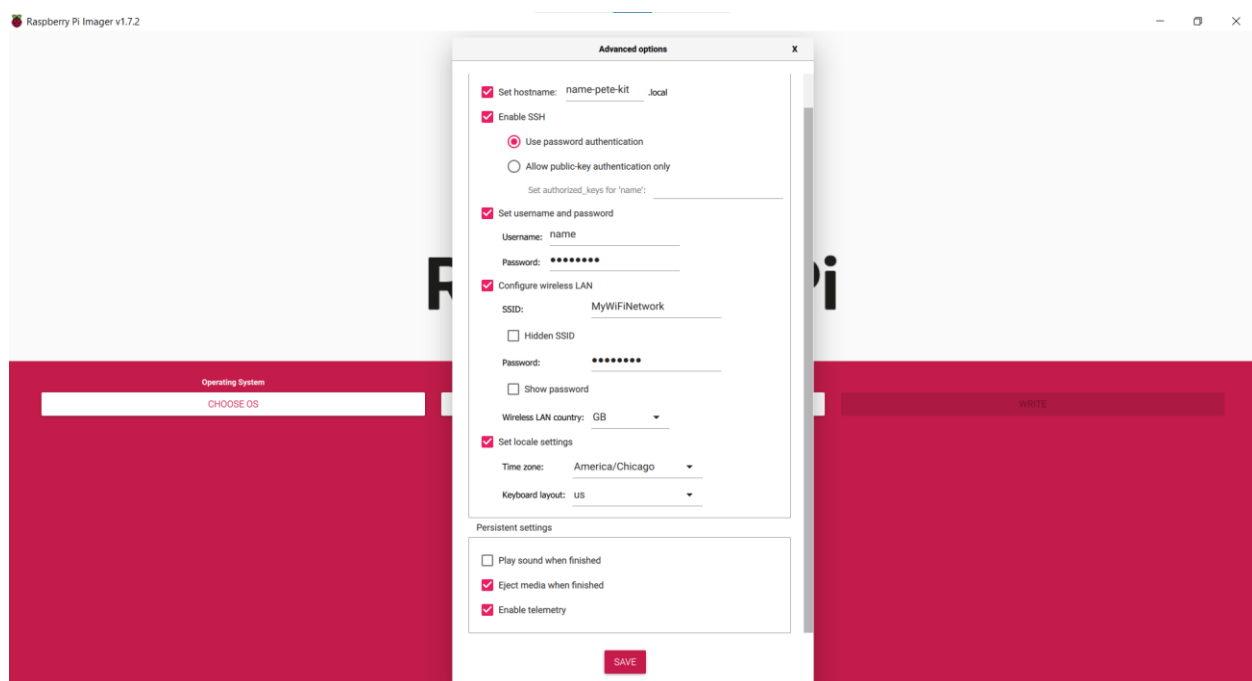 Raspberry Pi Imager v1.7.2
Advanced options X
Set hostname: name-pete-kit .local
Enable SSH
Use password authentication
Allow public-key authentication only
Set authorized_keys for 'name':
Set username and password
Username: name
Password: ••••••••
R Pi
Configure wireless LAN
SSID: MyWiFiNetwork
Hidden SSID
Password: ••••••••
Show password
Operating System
CHOOSE OS
WRITE
Wireless LAN country: GB
Set locale settings
Time zone: America/Chicago
Keyboard layout: us
Persistent settings
Play sound when finished
Eject media when finished
Enable telemetry
SAVE